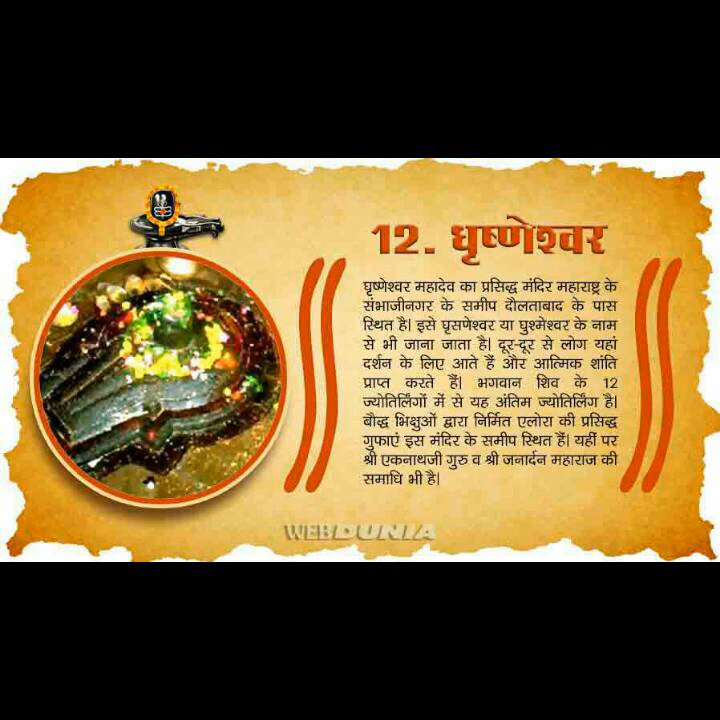 12. धृष्णेश्वर
घृष्णेश्वर महादेव का प्रसिद्ध मंदिर महाराष्ट्र के
संभाजीनगर के समीप दौलताबाद के पास
स्थित है। इसे घृसणेश्वर या घुश्मेश्वर के नाम
से भी जाना जाता है। दूर-दूर से लोग यहां
दर्शन के लिए आते हैं और आत्मिक शांति
प्राप्त करते हैं। भगवान शिव के 12
ज्योतिर्लिंगों में से यह अंतिम ज्योतिर्लिंग है।
बौद्ध भिक्षुओं द्वारा निर्मित एलोरा की प्रसिद्ध
गुफाएं इस मंदिर के समीप स्थित हैं। यहीं पर
श्री एकनाथजी गुरु व श्री जनार्दन महाराज की
समाधि भी है।
WEBDUNIA